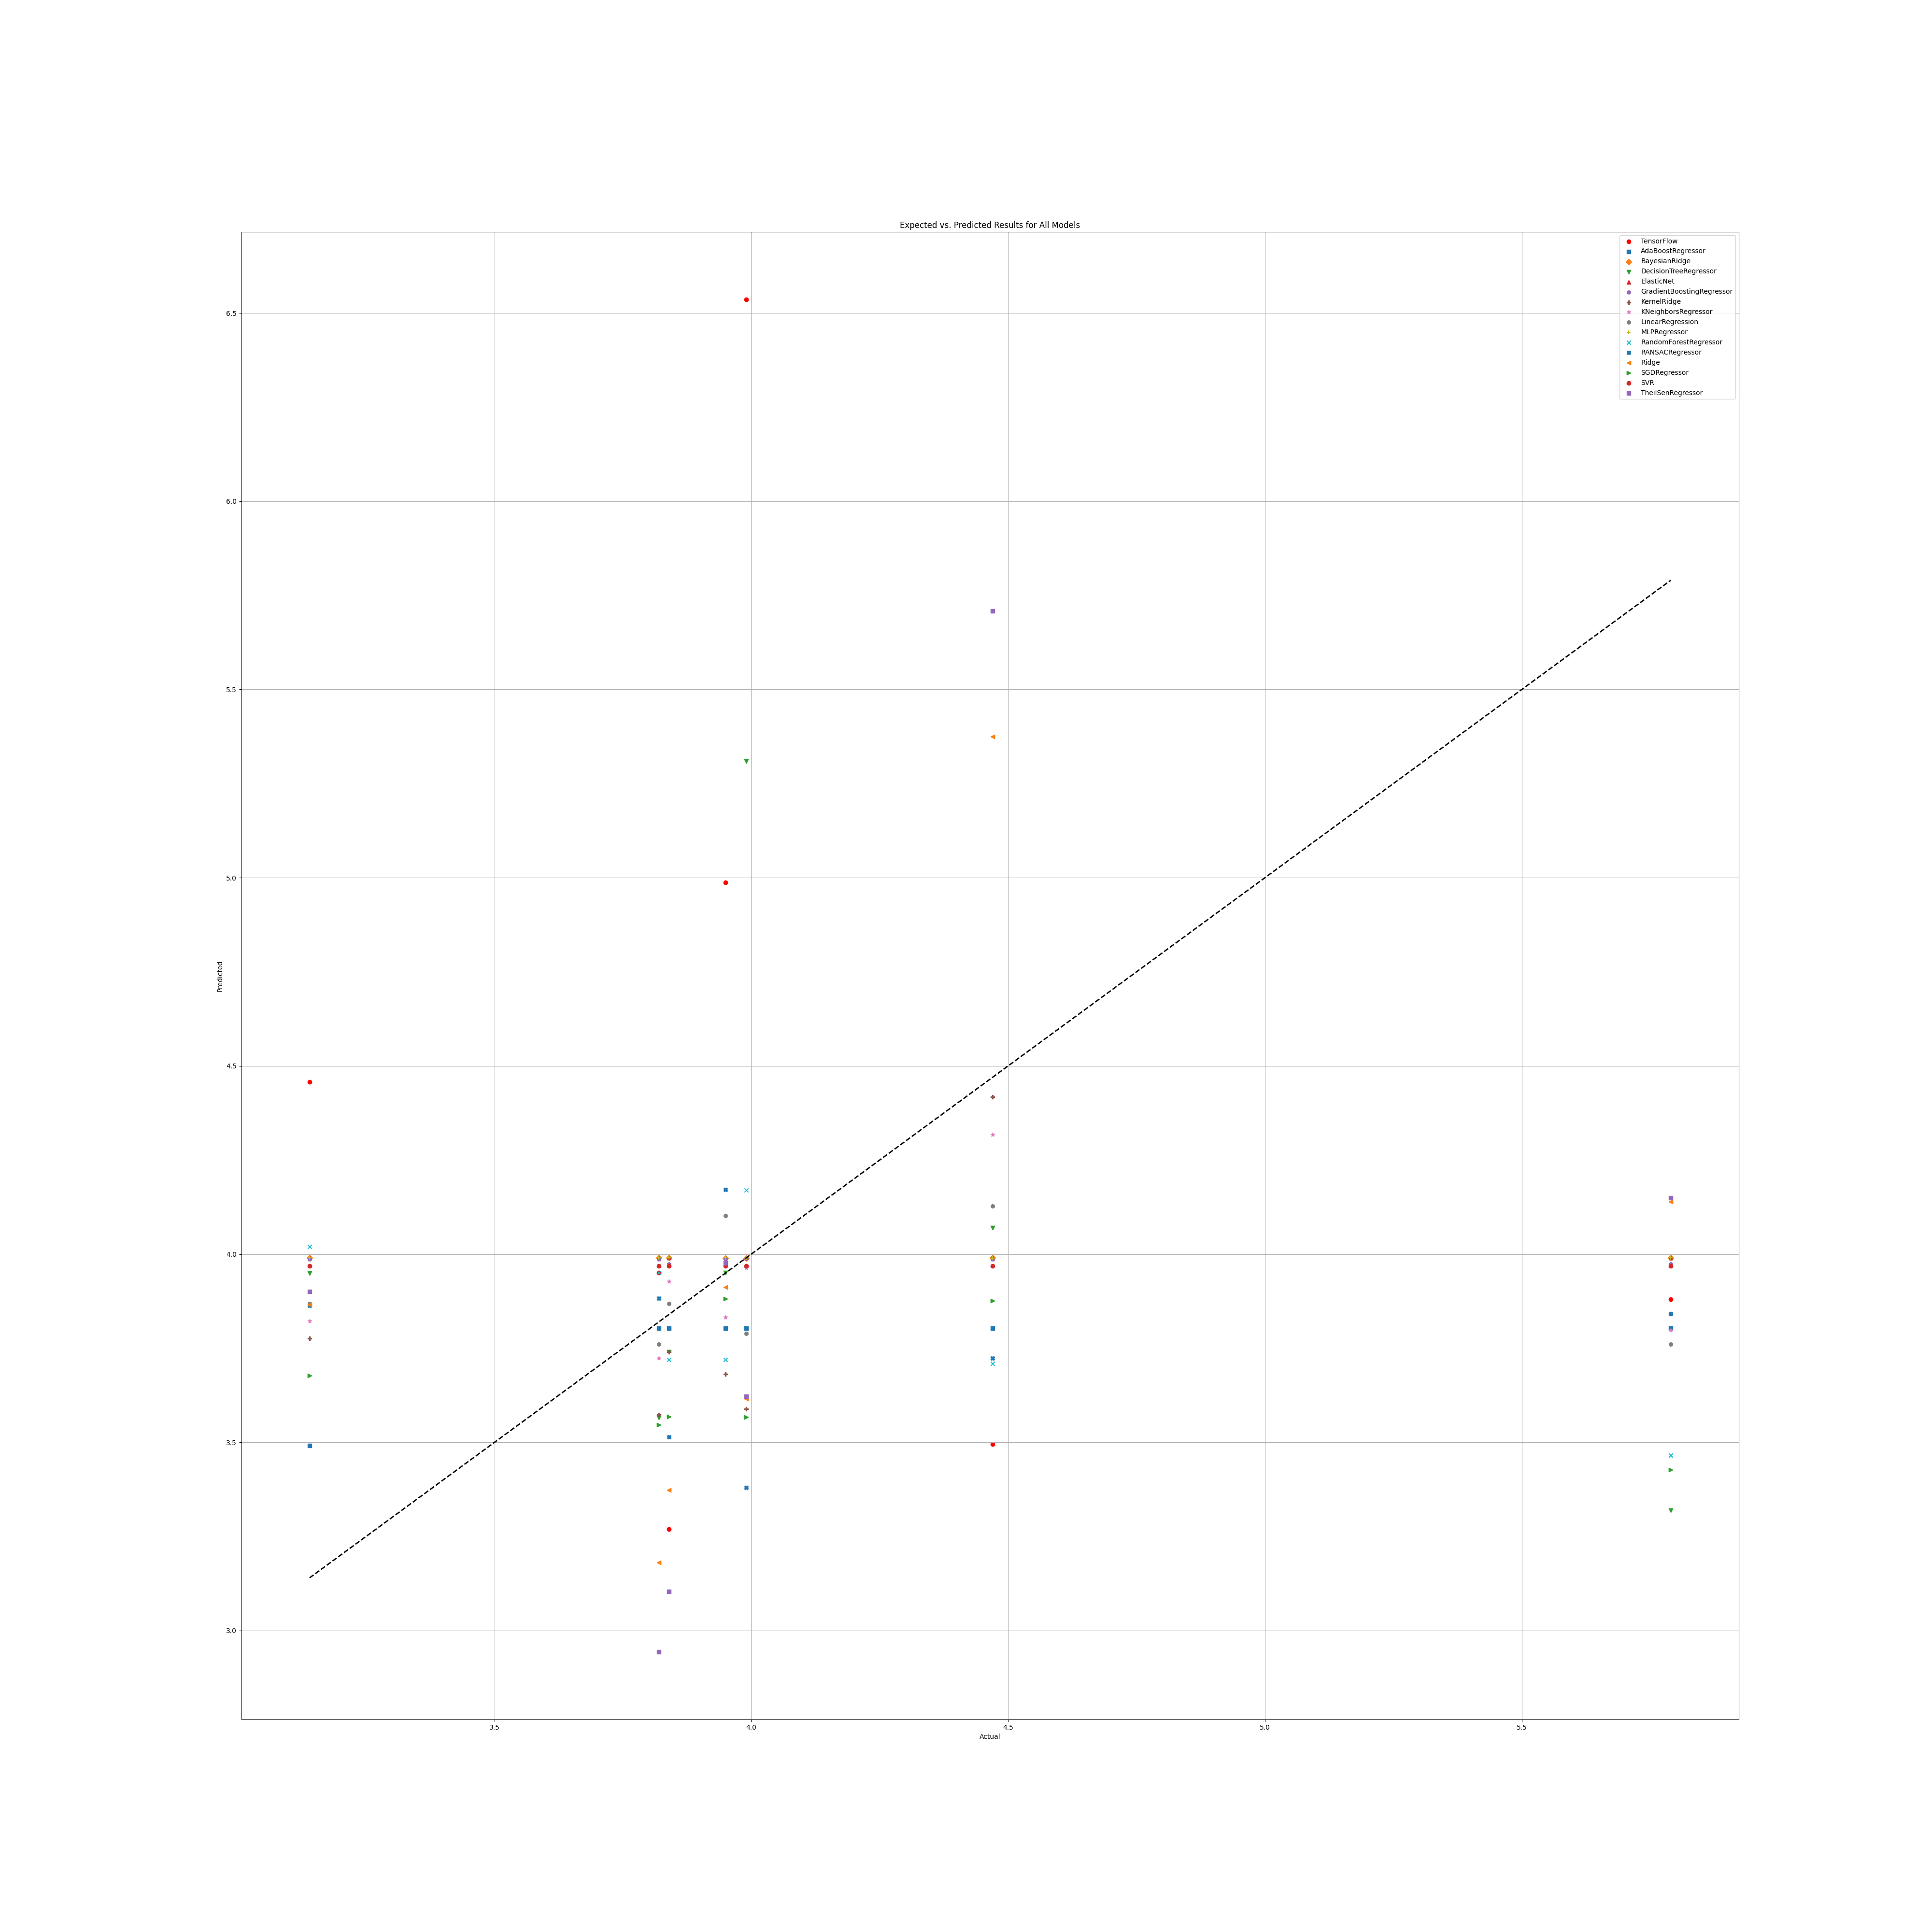 Expected vs. Predicted Results for All Models
TensorFlow
AdaBoostRegressor
BayesianRidge
DecisionTreeRegressor
ElasticNet
GradientBoostingRegressor
KernelRidge
KNeighborsRegressor
LinearRegression
MLPRegressor
RandomForestRegressor
RANSACRegressor
Ridge
SGDRegressor
SVR
TheilSenRegressor
6.5
6.0
5.5
5.0
4.5
4.0
3.5
3.0
Predicted
3.5 4.0 4.5 5.0 5.5
Actual